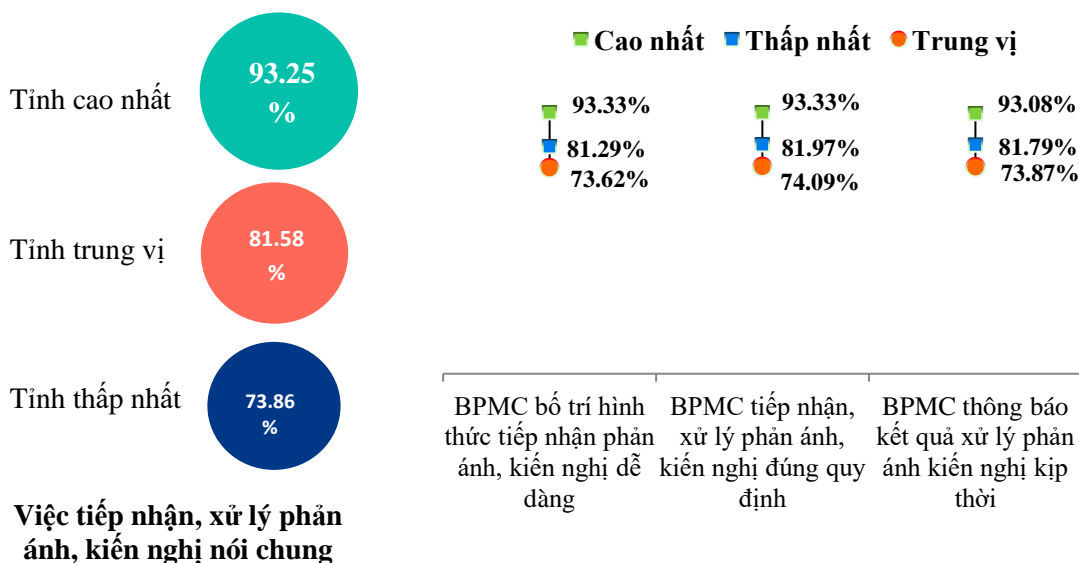 Tỉnh cao nhất
93.25
%
Tỉnh trung vị
81.58
%
Tỉnh thấp nhất
73.86
%
Việc tiếp nhận, xử lý phản
ánh, kiến nghị nói chung
Cao nhất Thấp nhất Trung vị
93.33% 93.33% 93.08%
81.29% 81.97% 81.79%
73.62% 74.09% 73.87%
BPMC bố trí hình
thức tiếp nhận phản
ánh, kiến nghị dễ
dàng
BPMC tiếp nhận,
xử lý phản ánh,
kiến nghị đúng quy
định
BPMC thông báo
kết quả xử lý phản
ánh kiến nghị kịp
thời